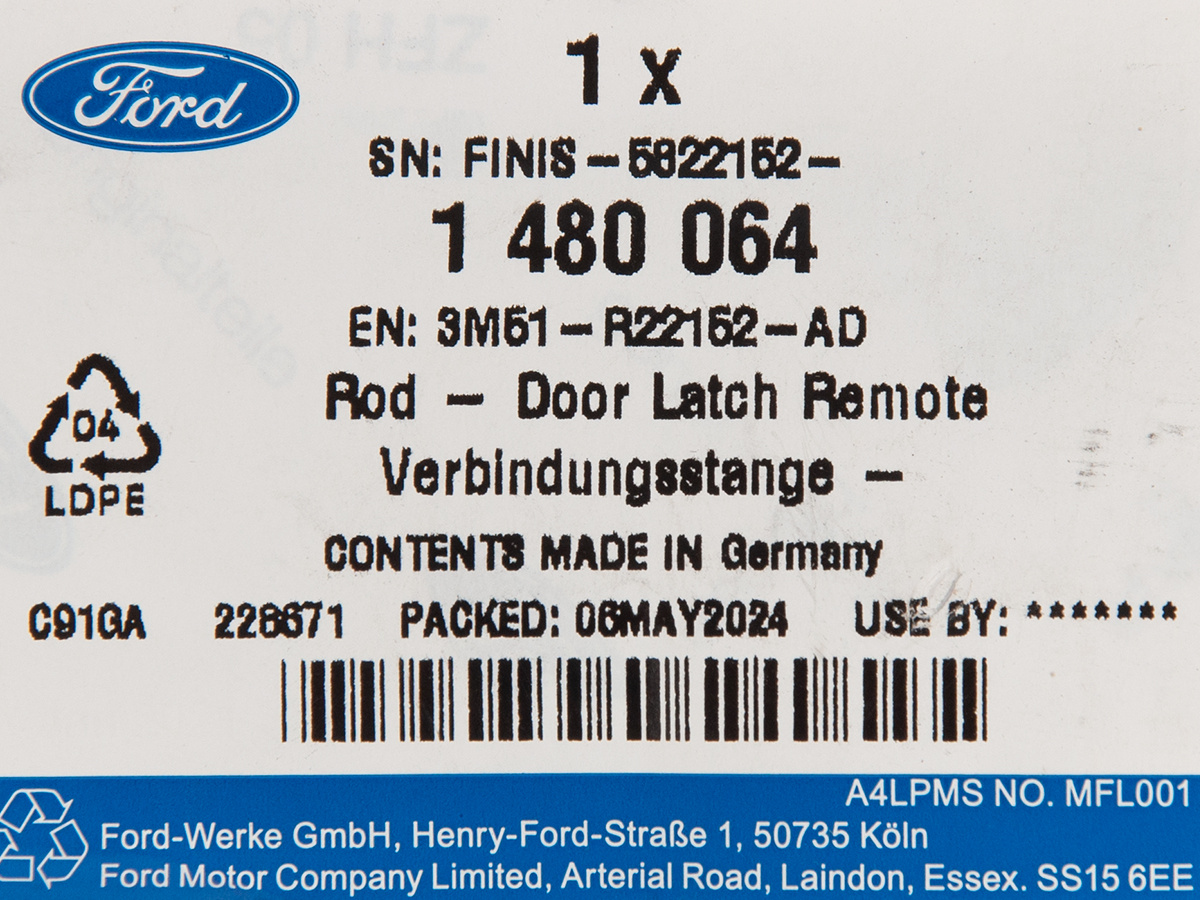 Ford
1 x
SN: FINIS – 5822152 –
1 480 064
EN: 3M51 – R22152 – AD
Rod – Door Latch Remote
Verbindungsstange –
04
LDPE
CONTENTS MADE IN Germany
C91GA 226671 PACKED: 06MAY2024 USE BY: *******
A4LPMS NO. MFL001
Ford-Werke GmbH, Henry-Ford-Straße 1, 50735 Köln
Ford Motor Company Limited, Arterial Road, Laindon, Essex. SS15 6EE